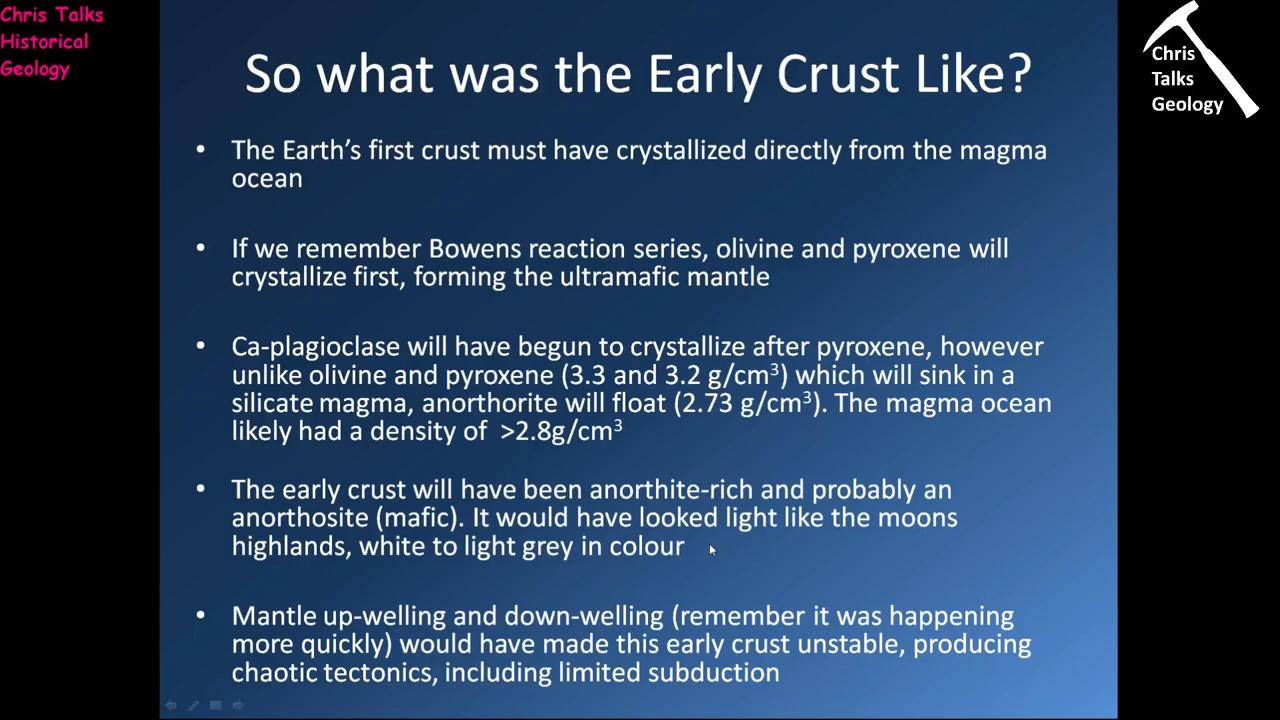 Chris Talks
Historical
Geology
Chris
Talks
Geology
So what was the Early Crust Like?
• The Earth's first crust must have crystallized directly from the magma
ocean
• If we remember Bowens reaction series, olivine and pyroxene will
crystallize first, forming the ultramafic mantle
• Ca-plagioclase will have begun to crystallize after pyroxene, however
unlike olivine and pyroxene (3.3 and 3.2 g/cm³) which will sink in a
silicate magma, anorthorite will float (2.73 g/cm³). The magma ocean
likely had a density of >2.8g/cm³
• The early crust will have been anorthite-rich and probably an
anorthosite (mafic). It would have looked light like the moons
highlands, white to light grey in colour
• Mantle up-welling and down-welling (remember it was happening
more quickly) would have made this early crust unstable, producing
chaotic tectonics, including limited subduction